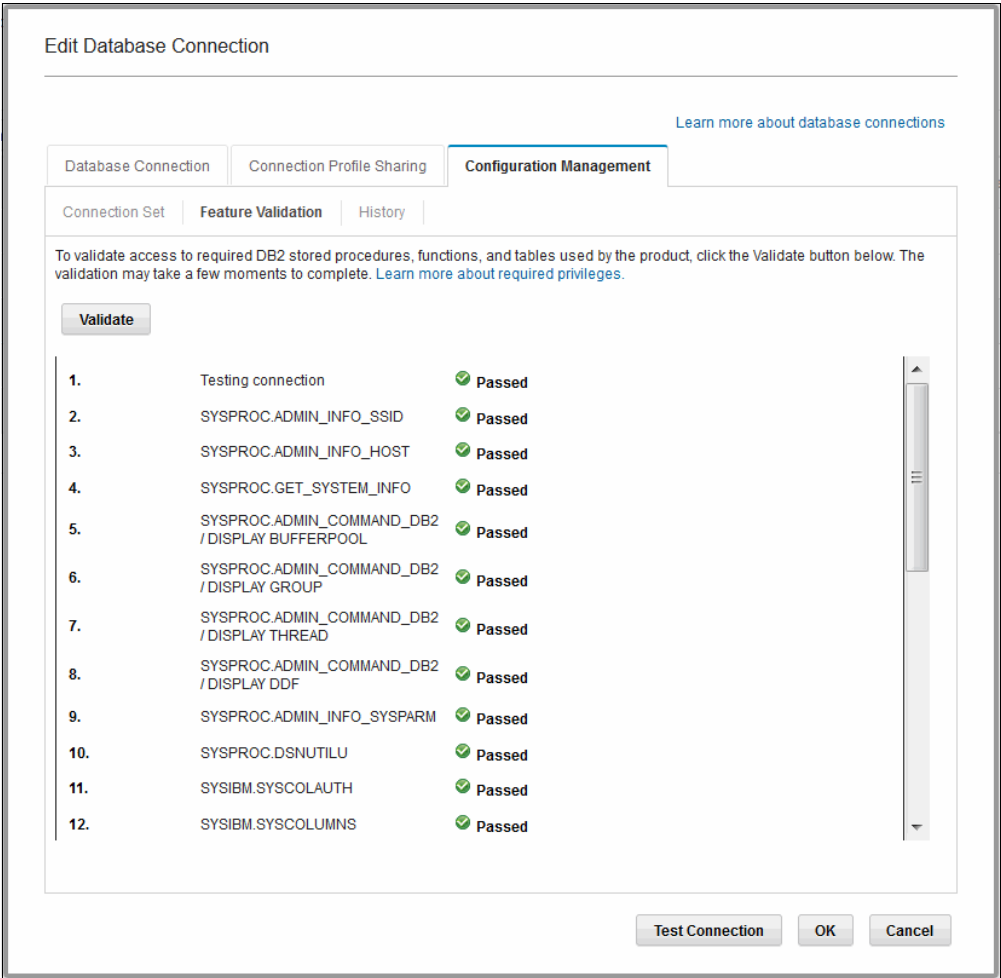 Edit Database Connection
Learn more about database connections
Database Connection
Connection Profile Sharing
Configuration Management
Connection Set
Feature Validation
History
To validate access to required DB2 stored procedures, functions, and tables used by the product, click the Validate button below. The
validation may take a few moments to complete. Learn more about required privileges.
Validate
1. Testing connection Passed
2. SYSPROC.ADMIN_INFO_SSID Passed
3. SYSPROC.ADMIN_INFO_HOST Passed
4. SYSPROC.GET_SYSTEM_INFO Passed
5. SYSPROC.ADMIN_COMMAND_DB2
/ DISPLAY BUFFERPOOL Passed
6. SYSPROC.ADMIN_COMMAND_DB2
/ DISPLAY GROUP Passed
7. SYSPROC.ADMIN_COMMAND_DB2
/ DISPLAY THREAD Passed
8. SYSPROC.ADMIN_COMMAND_DB2
/ DISPLAY DDF Passed
9. SYSPROC.ADMIN_INFO_SYSPARM Passed
10. SYSPROC.DSNUTILU Passed
11. SYSIBM.SYSCOLAUTH Passed
12. SYSIBM.SYSCOLUMNS Passed
Test Connection
OK
Cancel